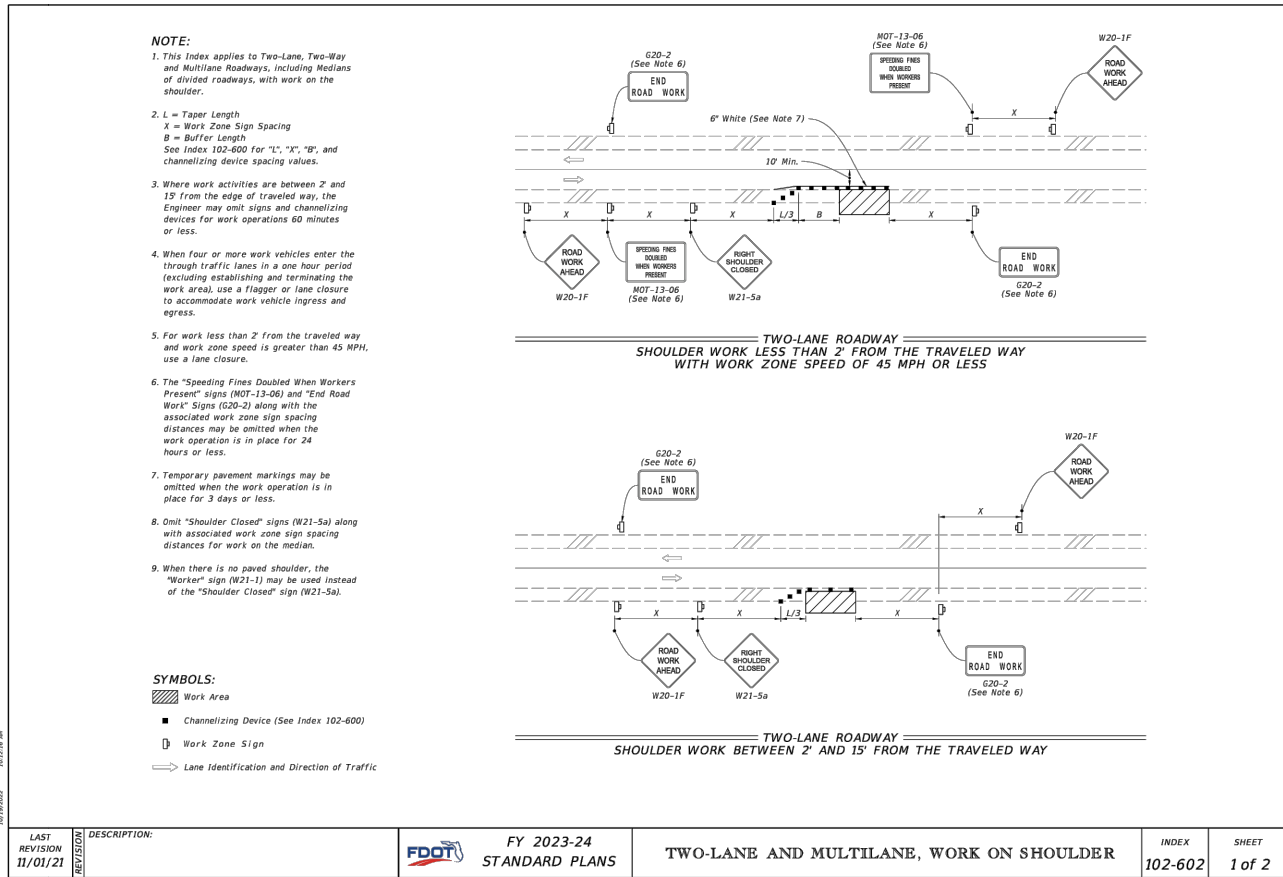 NOTE:
1. This Index applies to Two-Lane, Two-Way
and Multilane Roadways, including Medians
of divided roadways, with work on the
shoulder.
2. L = Taper Length
X = Work Zone Sign Spacing
B = Buffer Length
See Index 102-600 for "L", "X", "B", and
channelizing device spacing values.
3. Where work activities are between 2' and
15' from the edge of traveled way, the
Engineer may omit signs and channelizing
devices for work operations 60 minutes
or less.
4. When four or more work vehicles enter the
through traffic lanes in a one hour period
(excluding establishing and terminating the
work area), use a flagger or lane closure
to accommodate work vehicle ingress and
egress.
5. For work less than 2' from the traveled way
and work zone speed is greater than 45 MPH,
use a lane closure.
6. The "Speeding Fines Doubled When Workers
Present" signs (MOT-13-06) and "End Road
Work" Signs (G20-2) along with the
associated work zone sign spacing
distances may be omitted when the
work operation is in place for 24
hours or less.
7. Temporary pavement markings may be
omitted when the work operation is in
place for 3 days or less.
8. Omit "Shoulder Closed" signs (W21-5a) along
with associated work zone sign spacing
distances for work on the median.
9. When there is no paved shoulder, the
"Worker" sign (W21-1) may be used instead
of the "Shoulder Closed" sign (W21-5a).
SYMBOLS:
Work Area
Channelizing Device (See Index 102-600)
Work Zone Sign
Lane Identification and Direction of Traffic
G20-2
(See Note 6)
END
ROAD WORK
MOT-13-06
(See Note 6)
SPEEDING FINES
DOUBLED
WHEN WORKERS
PRESENT
W20-1F
ROAD
WORK
AHEAD
X
6" White (See Note 7)
10' Min.
X
X
X
L/3
B
X
ROAD
WORK
AHEAD
W20-1F
SPEEDING FINES
DOUBLED
WHEN WORKERS
PRESENT
MOT-13-06
(See Note 6)
RIGHT
SHOULDER
CLOSED
W21-5a
END
ROAD WORK
G20-2
(See Note 6)
TWO-LANE ROADWAY
SHOULDER WORK LESS THAN 2' FROM THE TRAVELED WAY
WITH WORK ZONE SPEED OF 45 MPH OR LESS
G20-2
(See Note 6)
END
ROAD WORK
W20-1F
ROAD
WORK
AHEAD
X
X
X
L/3
X
ROAD
WORK
AHEAD
W20-1F
RIGHT
SHOULDER
CLOSED
W21-5a
END
ROAD WORK
G20-2
(See Note 6)
TWO-LANE ROADWAY
SHOULDER WORK BETWEEN 2' AND 15' FROM THE TRAVELED WAY
LAST
REVISION
11/01/21
REVISION
DESCRIPTION:
FDOT
FY 2023-24
STANDARD PLANS
TWO-LANE AND MULTILANE, WORK ON SHOULDER
INDEX
102-602
SHEET
1 of 2